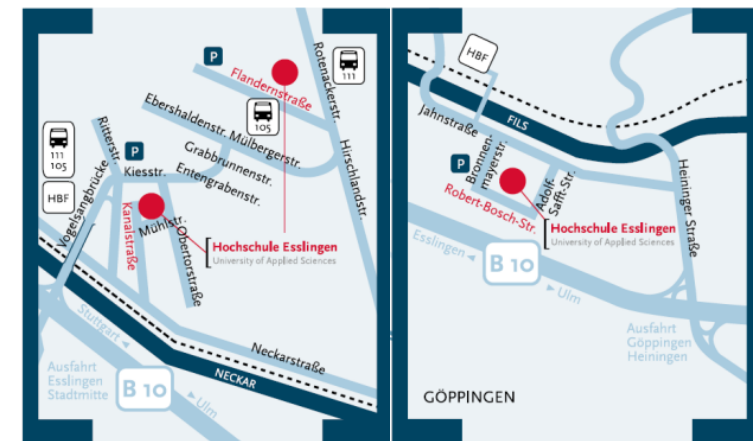 P
Flandernstraße
Rotenackerstr.
111
105
Ebershaldenstr.
Mülbergerstr.
Hirschlandstr.
Ritterstr.
111
105
P
Grabbrunnenstr.
Kiesstr.
Entengrabenstr.
HBF
Vogelsangbrücke
Kanalstraße
Mühlstr.
Obertorstraße
Hochschule Esslingen
University of Applied Sciences
Stuttgart
Neckarstraße
NECKAR
Ausfahrt
Esslingen
Stadtmitte
B 10
Ulm
HBF
Jahnstraße
FILS
P
Bronnen-
mayerstr.
Adolf-
Safft-Str.
Heininger Straße
Robert-Bosch-Str.
Hochschule Esslingen
University of Applied Sciences
Esslingen
B 10
Ulm
Ausfahrt
Göppingen
Heiningen
GÖPPINGEN